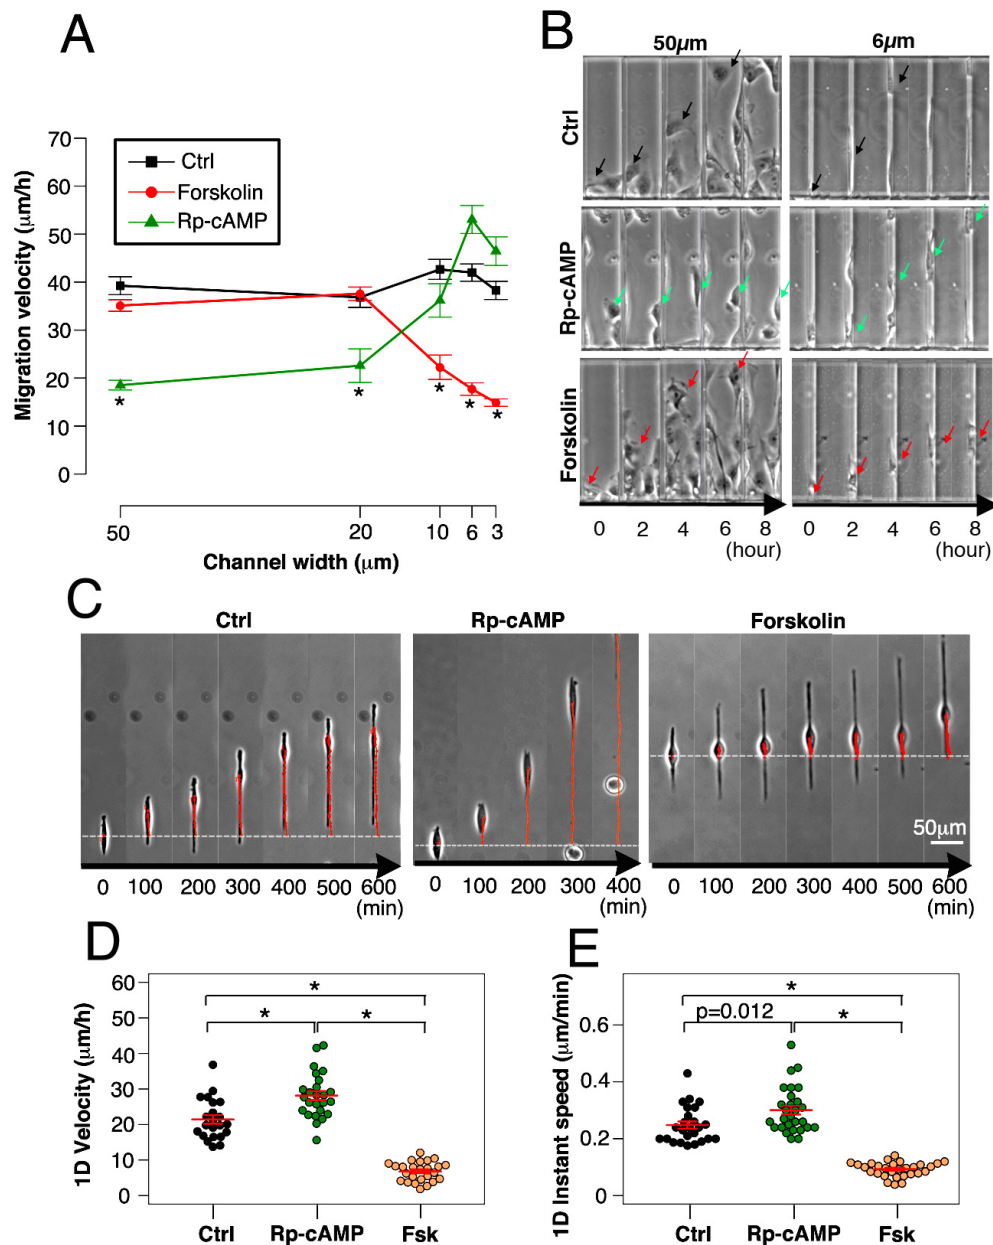 A
Migration velocity (μm/h)
70
60
50
40
30
20
10
0
Ctrl
Forskolin
Rp-cAMP
*
*
*
*
*
50
20
10
6
3
Channel width (μm)
B
50μm
6μm
Ctrl
Rp-cAMP
Forskolin
0 2 4 6 8
(hour)
0 2 4 6 8
(hour)
C
Ctrl
Rp-cAMP
Forskolin
50μm
0 100 200 300 400 500 600
(min)
0 100 200 300 400
(min)
0 100 200 300 400 500 600
(min)
D
1D Velocity (μm/h)
60
50
40
30
20
10
0
*
*
*
Ctrl Rp-cAMP Fsk
E
1D Instant speed (μm/min)
0.6
0.4
0.2
0
*
p=0.012
*
Ctrl Rp-cAMP Fsk